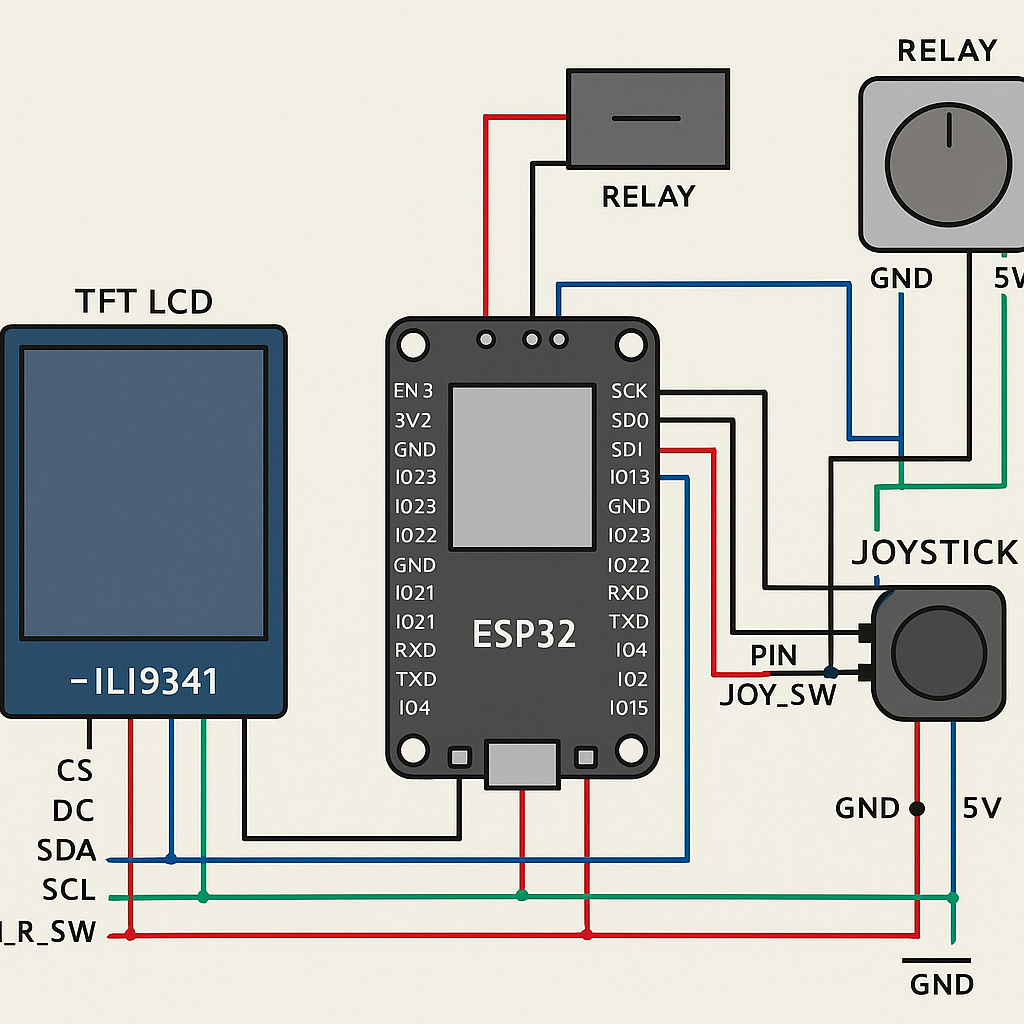 RELAY
RELAY
GND
5V
TFT LCD
-ILI9341
EN 3
3V2
GND
IO23
IO23
IO22
GND
IO21
IO21
RXD
TXD
IO4
SCK
SD0
SDI
IO13
GND
IO23
IO22
RXD
TXD
IO4
IO2
IO15
ESP32
JOYSTICK
PIN
JOY_SW
CS
DC
SDA
SCL
_R_SW
GND
5V
GND